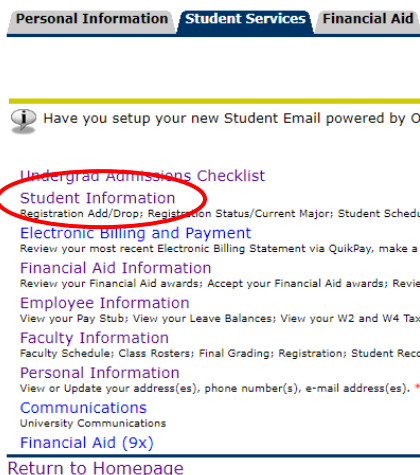 Personal Information Student Services Financial Aid
Have you setup your new Student Email powered by O
Undergrad Admissions Checklist
Student Information
Registration Add/Drop; Registration Status/Current Major; Student Schedu
Electronic Billing and Payment
Review your most recent Electronic Billing Statement via QuikPay, make a
Financial Aid Information
Review your Financial Aid awards; Accept your Financial Aid awards; Revie
Employee Information
View your Pay Stub; View your Leave Balances; View your W2 and W4 Tax
Faculty Information
Faculty Schedule; Class Rosters; Final Grading; Registration; Student Reco
Personal Information
View or Update your address(es), phone number(s), e-mail address(es). *
Communications
University Communications
Financial Aid (9x)
Return to Homepage